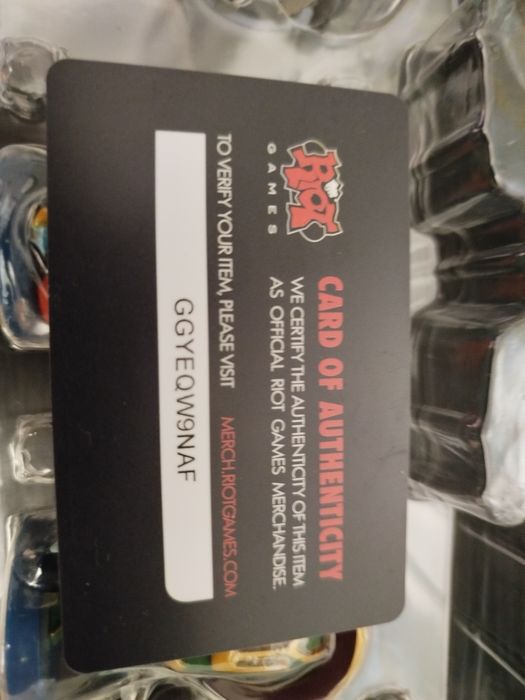 RIOT
GAMES
CARD OF AUTHENTICITY
WE CERTIFY THE AUTHENTICITY OF THIS ITEM
AS OFFICIAL RIOT GAMES MERCHANDISE.
TO VERIFY YOUR ITEM, PLEASE VISIT MERCH.RIOTGAMES.COM
GGYEQW9NAF